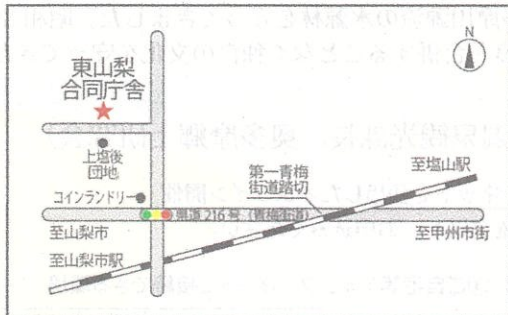 N
東山梨
合同庁舎
上塩後
団地
コインランドリー
第一青梅
街道踏切
至塩山駅
県道216号(青梅街道)
至山梨市
至甲州市街
至山梨市駅